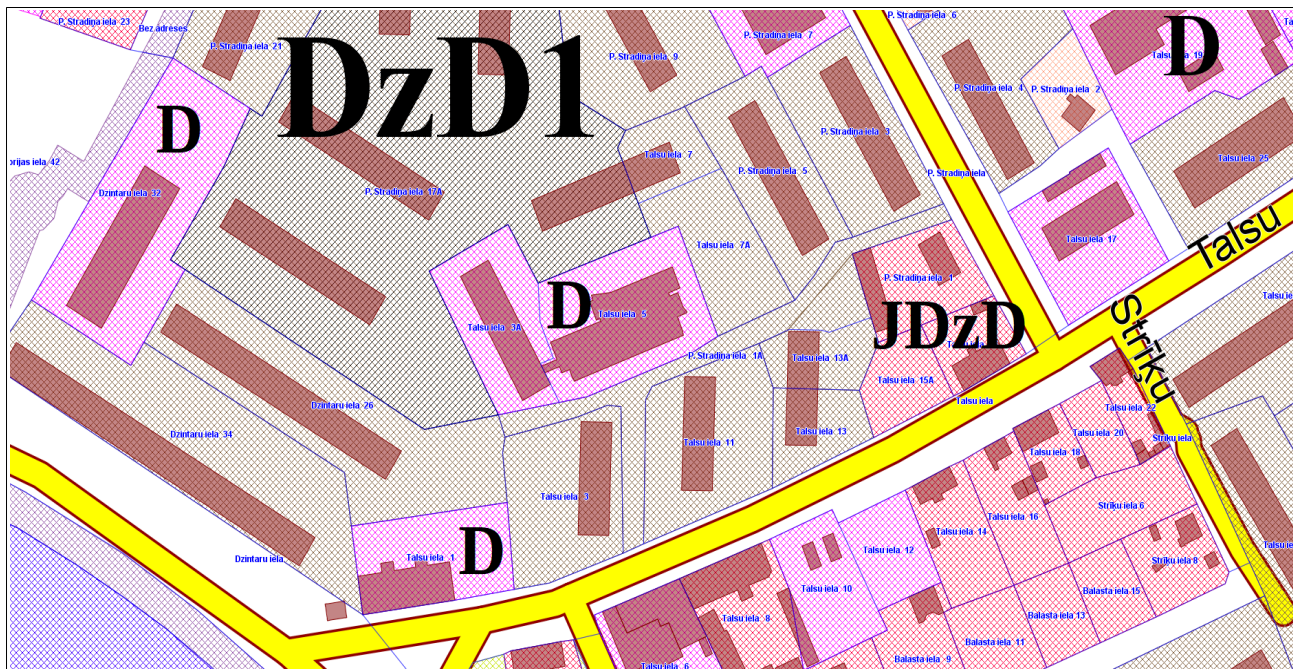 P. Stradiņa iela 23
Bez adreses
P. Stradiņa iela 21
DzD1
P. Stradiņa iela 9
P. Stradiņa iela 7
P. Stradiņa iela 6
D
Talsu iela 19
P. Stradiņa iela 4
P. Stradiņa iela 2
D
P. Stradiņa iela 3
Talsu iela 7
Talsu iela 25
orijas iela 42
P. Stradiņa iela 5
P. Stradiņa iela
Dzintaru iela 32
P. Stradiņa iela 17A
Talsu iela 7A
Talsu iela 17
Talsu
P. Stradiņa iela 1
D
Talsu iela 5
Talsu iela 3A
JDzD
Strīķu
P. Stradiņa iela 1A
Talsu iela 13A
Talsu iela 15A
Talsu iela
Dzintaru iela 26
Talsu iela 22
Dzintaru iela 34
Talsu iela 11
Talsu iela 13
Talsu iela 20
Strīķu iela
Talsu iela 18
Talsu iela 3
Talsu iela 16
Strīķu iela 6
Talsu iela 14
D
Talsu iela 1
Dzintaru iela
Talsu iela 12
Strīķu iela 8
Talsu iela 10
Balasta iela 15
Talsu iela 8
Balasta iela 13
Balasta iela 11
Balasta iela 9
Talsu iela 6